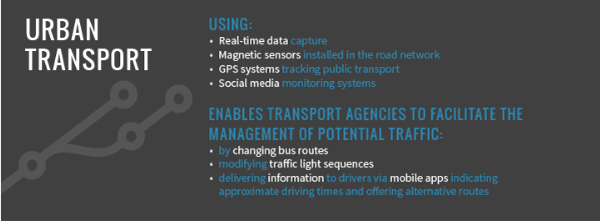 URBAN
TRANSPORT
USING:
• Real-time data capture
• Magnetic sensors installed in the road network
• GPS systems tracking public transport
• Social media monitoring systems
ENABLES TRANSPORT AGENCIES TO FACILITATE THE
MANAGEMENT OF POTENTIAL TRAFFIC:
• by changing bus routes
• modifying traffic light sequences
• delivering information to drivers via mobile apps indicating
approximate driving times and offering alternative routes